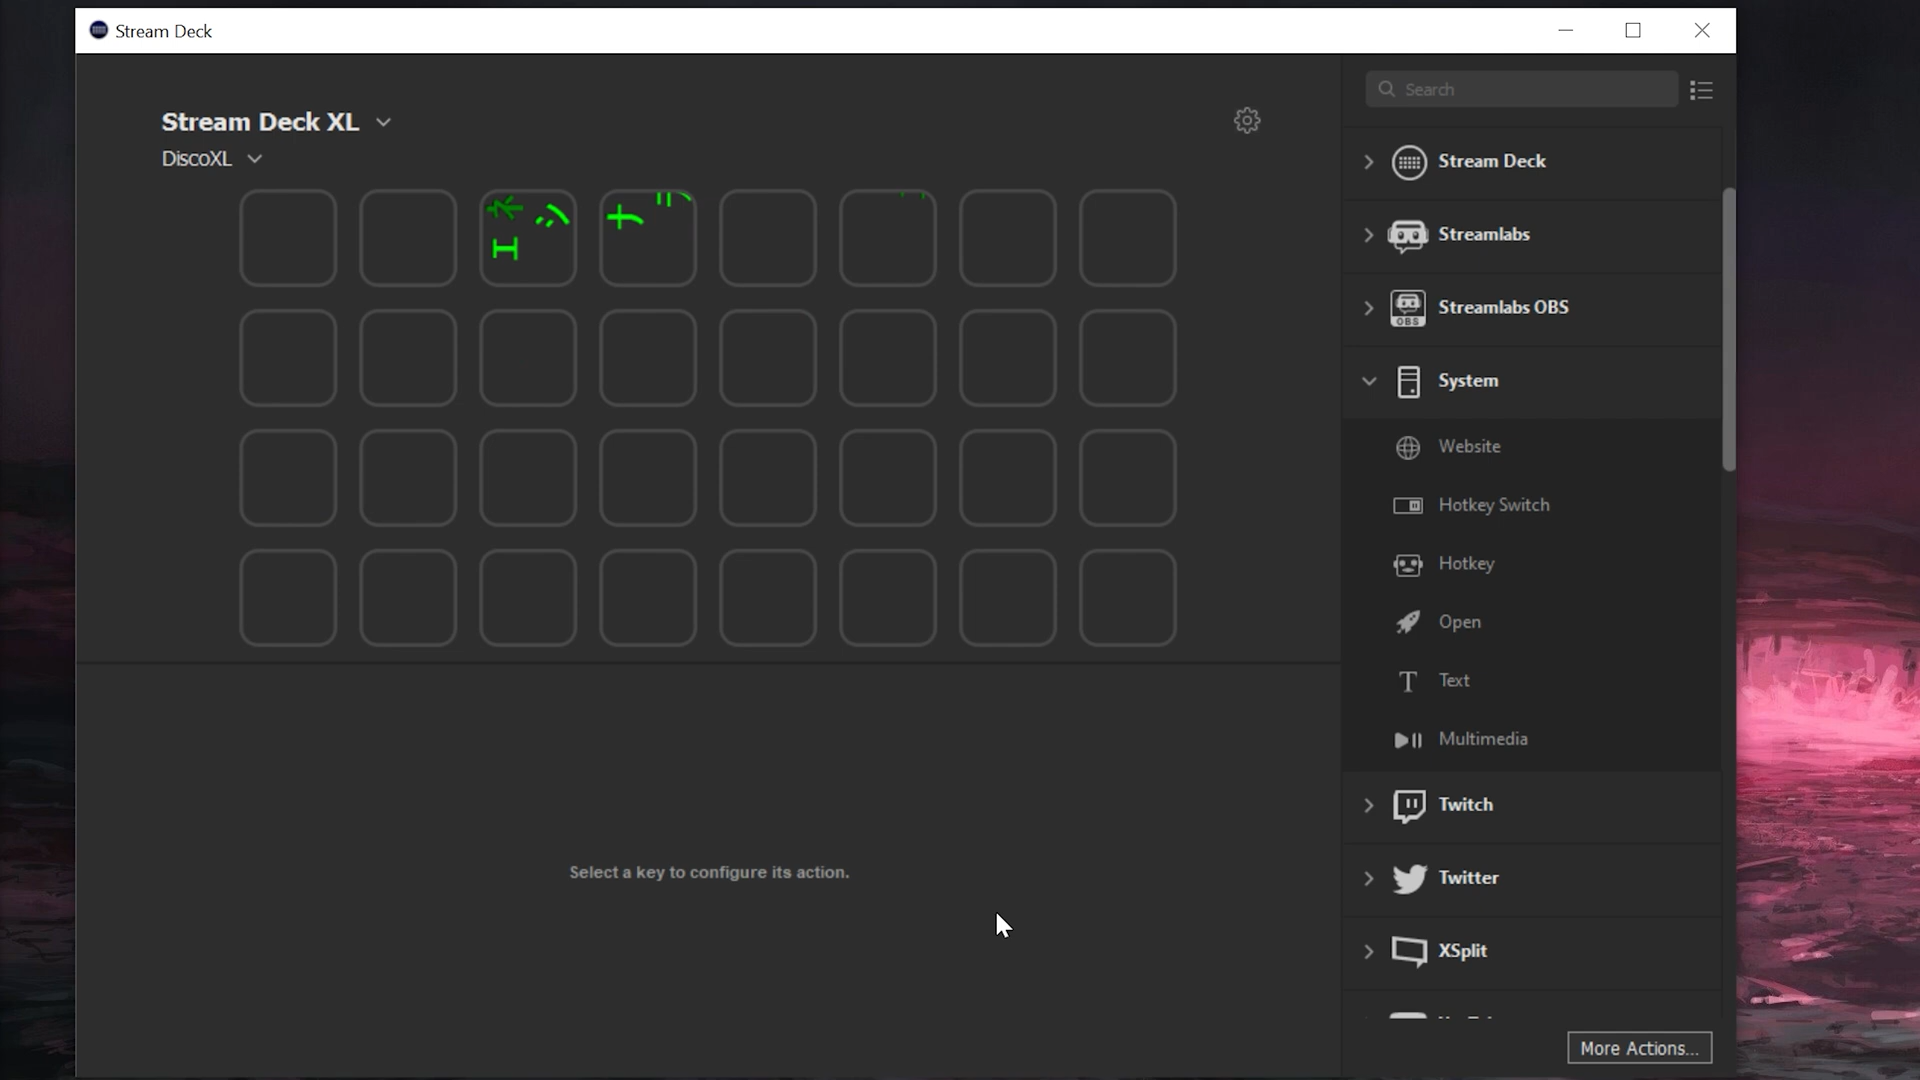 Stream Deck
Search
Stream Deck XL
DiscoXL
Stream Deck
Streamlabs
OBS
Streamlabs OBS
System
Website
Hotkey Switch
Hotkey
Open
Text
Multimedia
Twitch
Twitter
XSplit
Select a key to configure its action.
More Actions...